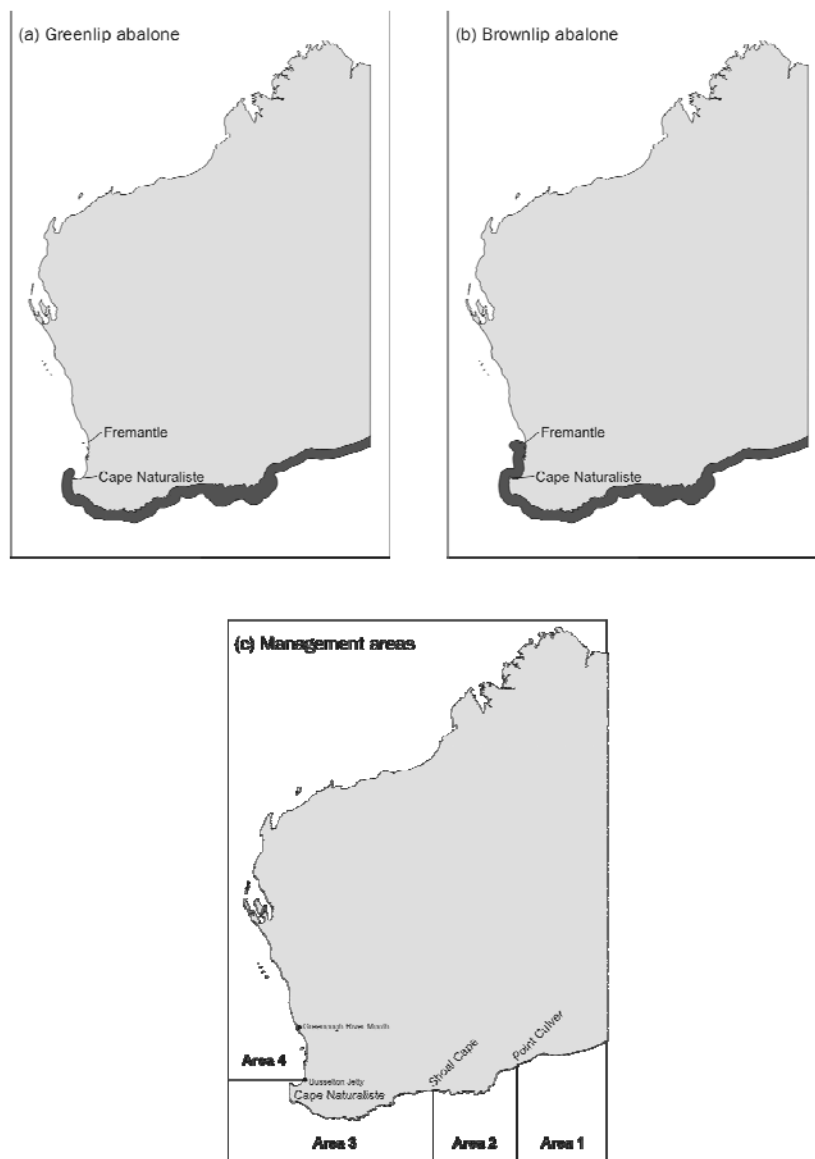 (a) Greenlip abalone
Fremantle
Cape Naturaliste
(b) Brownlip abalone
Fremantle
Cape Naturaliste
(c) Management areas
Greenough River Mouth
Area 4
Busselton Jetty
Cape Naturaliste
Shoal Cape
Point Culver
Area 3
Area 2
Area 1